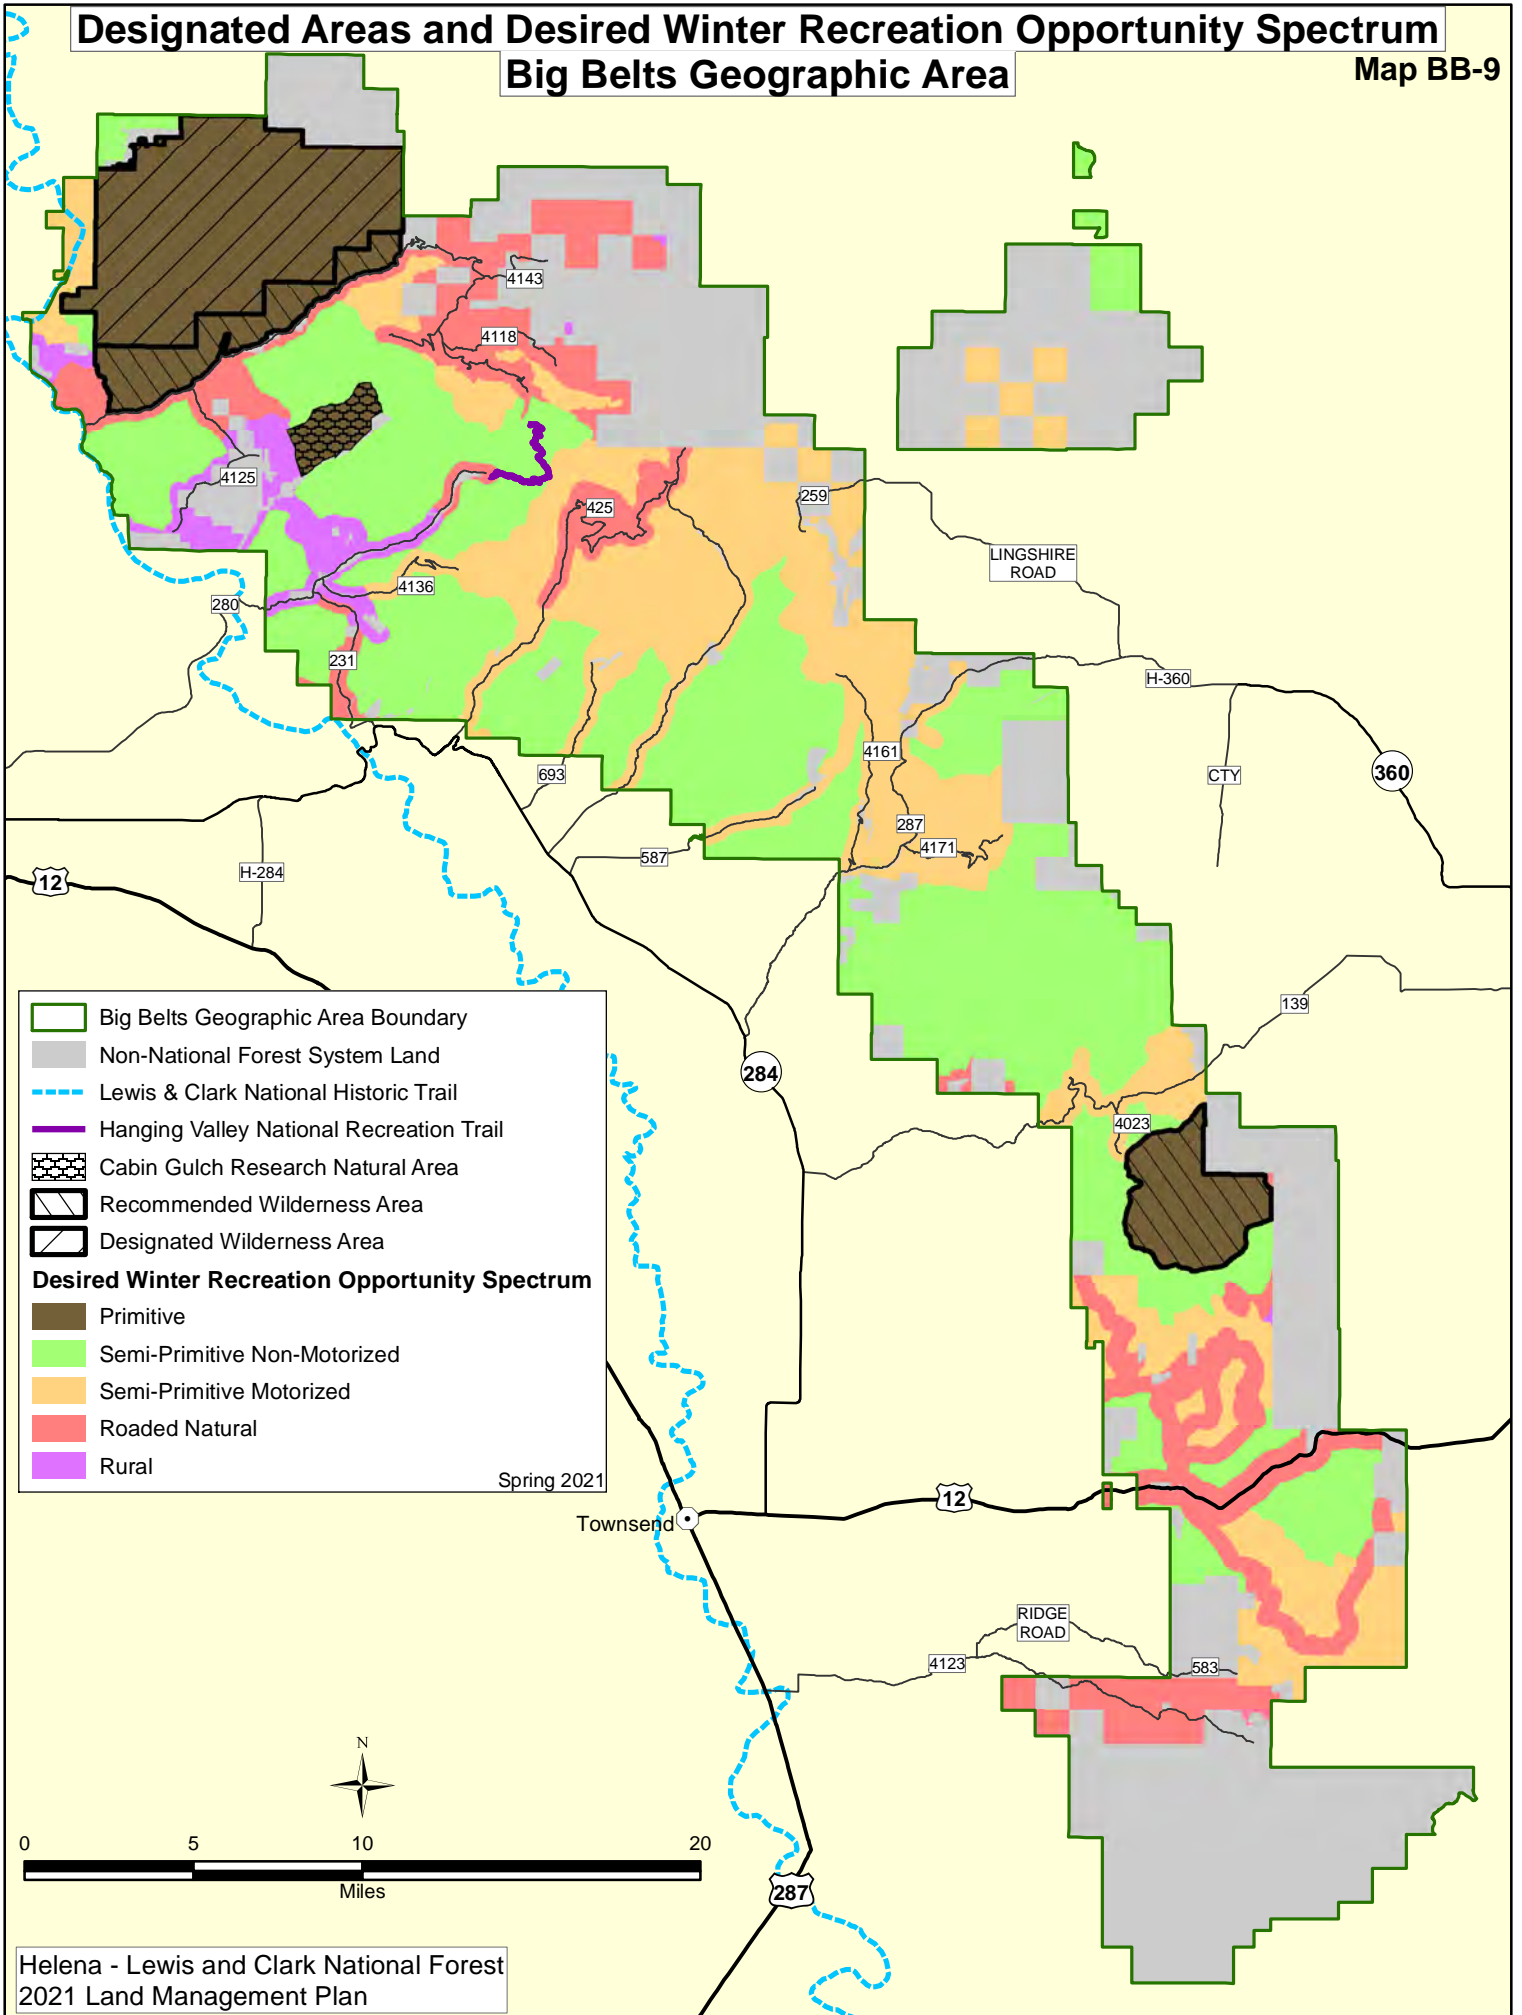 Designated Areas and Desired Winter Recreation Opportunity Spectrum
Big Belts Geographic Area
Map BB-9
4143
4118
4125
425
259
LINGSHIRE
ROAD
4136
280
231
H-360
4161
693
CTY
360
287
4171
587
12
H-284
139
284
4023
Big Belts Geographic Area Boundary
Non-National Forest System Land
Lewis & Clark National Historic Trail
Hanging Valley National Recreation Trail
Cabin Gulch Research Natural Area
Recommended Wilderness Area
Designated Wilderness Area
Desired Winter Recreation Opportunity Spectrum
Primitive
Semi-Primitive Non-Motorized
Semi-Primitive Motorized
Roaded Natural
Rural
Spring 2021
12
Townsend
RIDGE
ROAD
4123
583
N
0 5 10 20
Miles
287
Helena - Lewis and Clark National Forest
2021 Land Management Plan